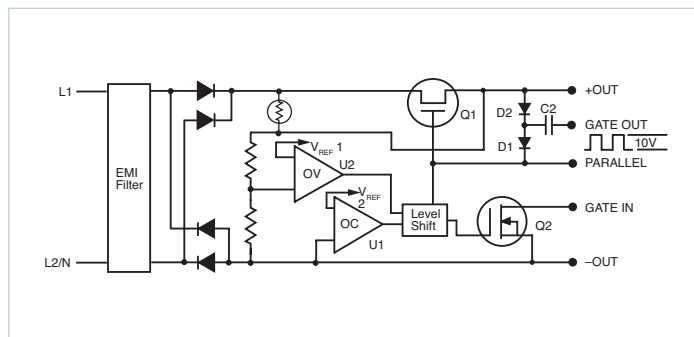 L1
+OUT
Q1
D2
C2
GATE OUT
10V
D1
PARALLEL
EMI
Filter
VREF 1
U2
OV
VREF
2
OC
U1
Level
Shift
GATE IN
Q2
L2/N
–OUT